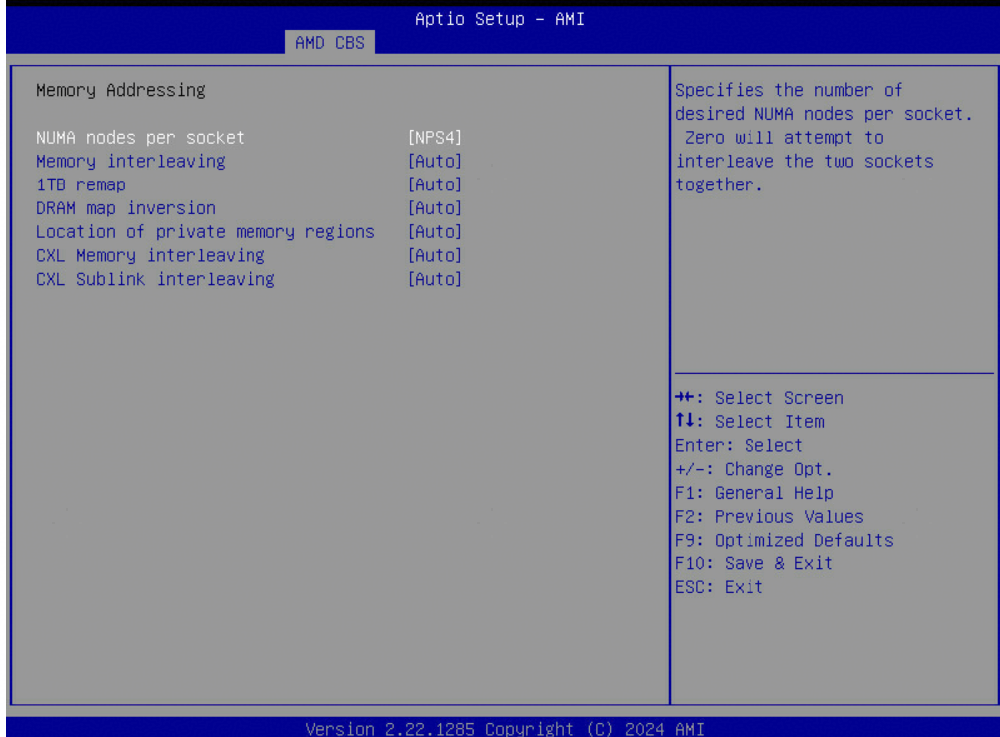 Aptio Setup - AMI
AMD CBS
Memory Addressing
NUMA nodes per socket [NPS4]
Memory interleaving [Auto]
1TB remap [Auto]
DRAM map inversion [Auto]
Location of private memory regions [Auto]
CXL Memory interleaving [Auto]
CXL Sublink interleaving [Auto]
Specifies the number of
desired NUMA nodes per socket.
Zero will attempt to
interleave the two sockets
together.
→←: Select Screen
↑↓: Select Item
Enter: Select
+/-: Change Opt.
F1: General Help
F2: Previous Values
F9: Optimized Defaults
F10: Save & Exit
ESC: Exit
Version 2.22.1285 Copyright (C) 2024 AMI